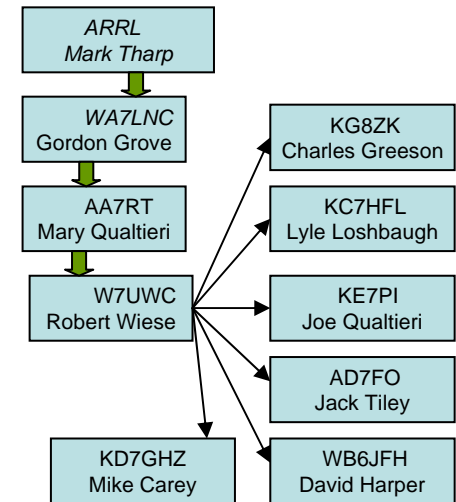 ARRL
Mark Tharp
WA7LNC
Gordon Grove
AA7RT
Mary Qualtieri
W7UWC
Robert Wiese
KG8ZK
Charles Greeson
KC7HFL
Lyle Loshbaugh
KE7PI
Joe Qualtieri
AD7FO
Jack Tiley
WB6JFH
David Harper
KD7GHZ
Mike Carey